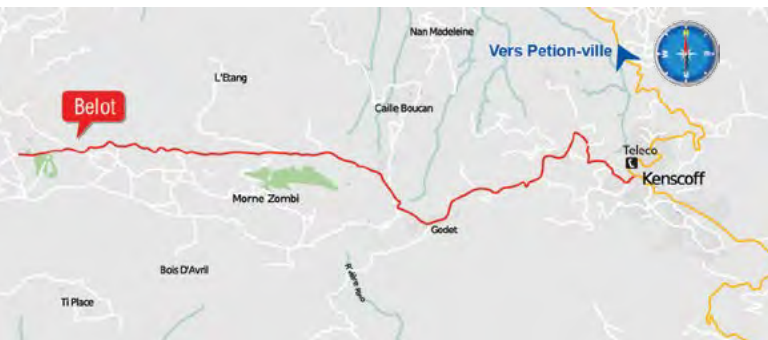 Nan Madeleine
Vers Petion-ville
L'Etang
Belot
Caille Boucan
Teleco
Kenscoff
Morne Zombi
Godet
Bois D'Avril
Ti Place